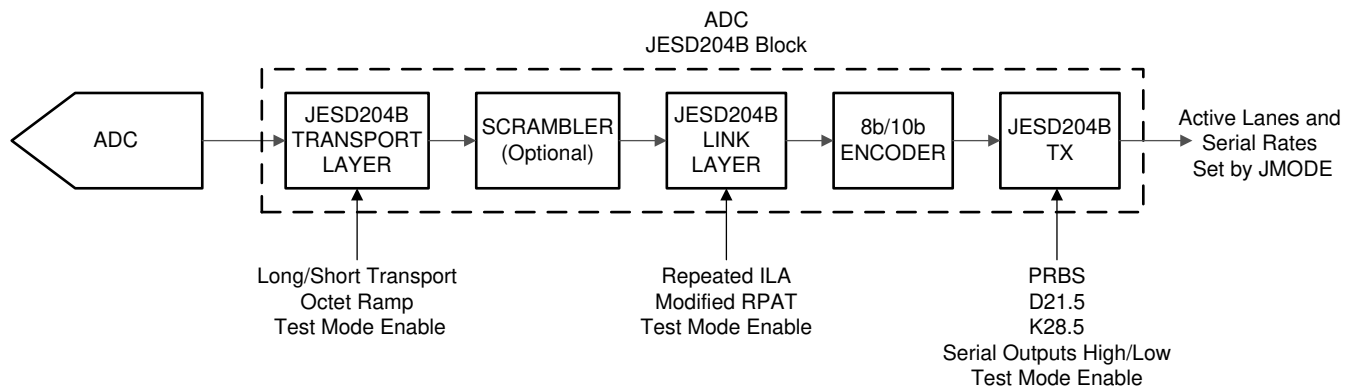 ADC
JESD204B Block
ADC
JESD204B
TRANSPORT
LAYER
SCRAMBLER
(Optional)
JESD204B
LINK
LAYER
8b/10b
ENCODER
JESD204B
TX
Active Lanes and
Serial Rates
Set by JMODE
Long/Short Transport
Octet Ramp
Test Mode Enable
Repeated ILA
Modified RPAT
Test Mode Enable
PRBS
D21.5
K28.5
Serial Outputs High/Low
Test Mode Enable